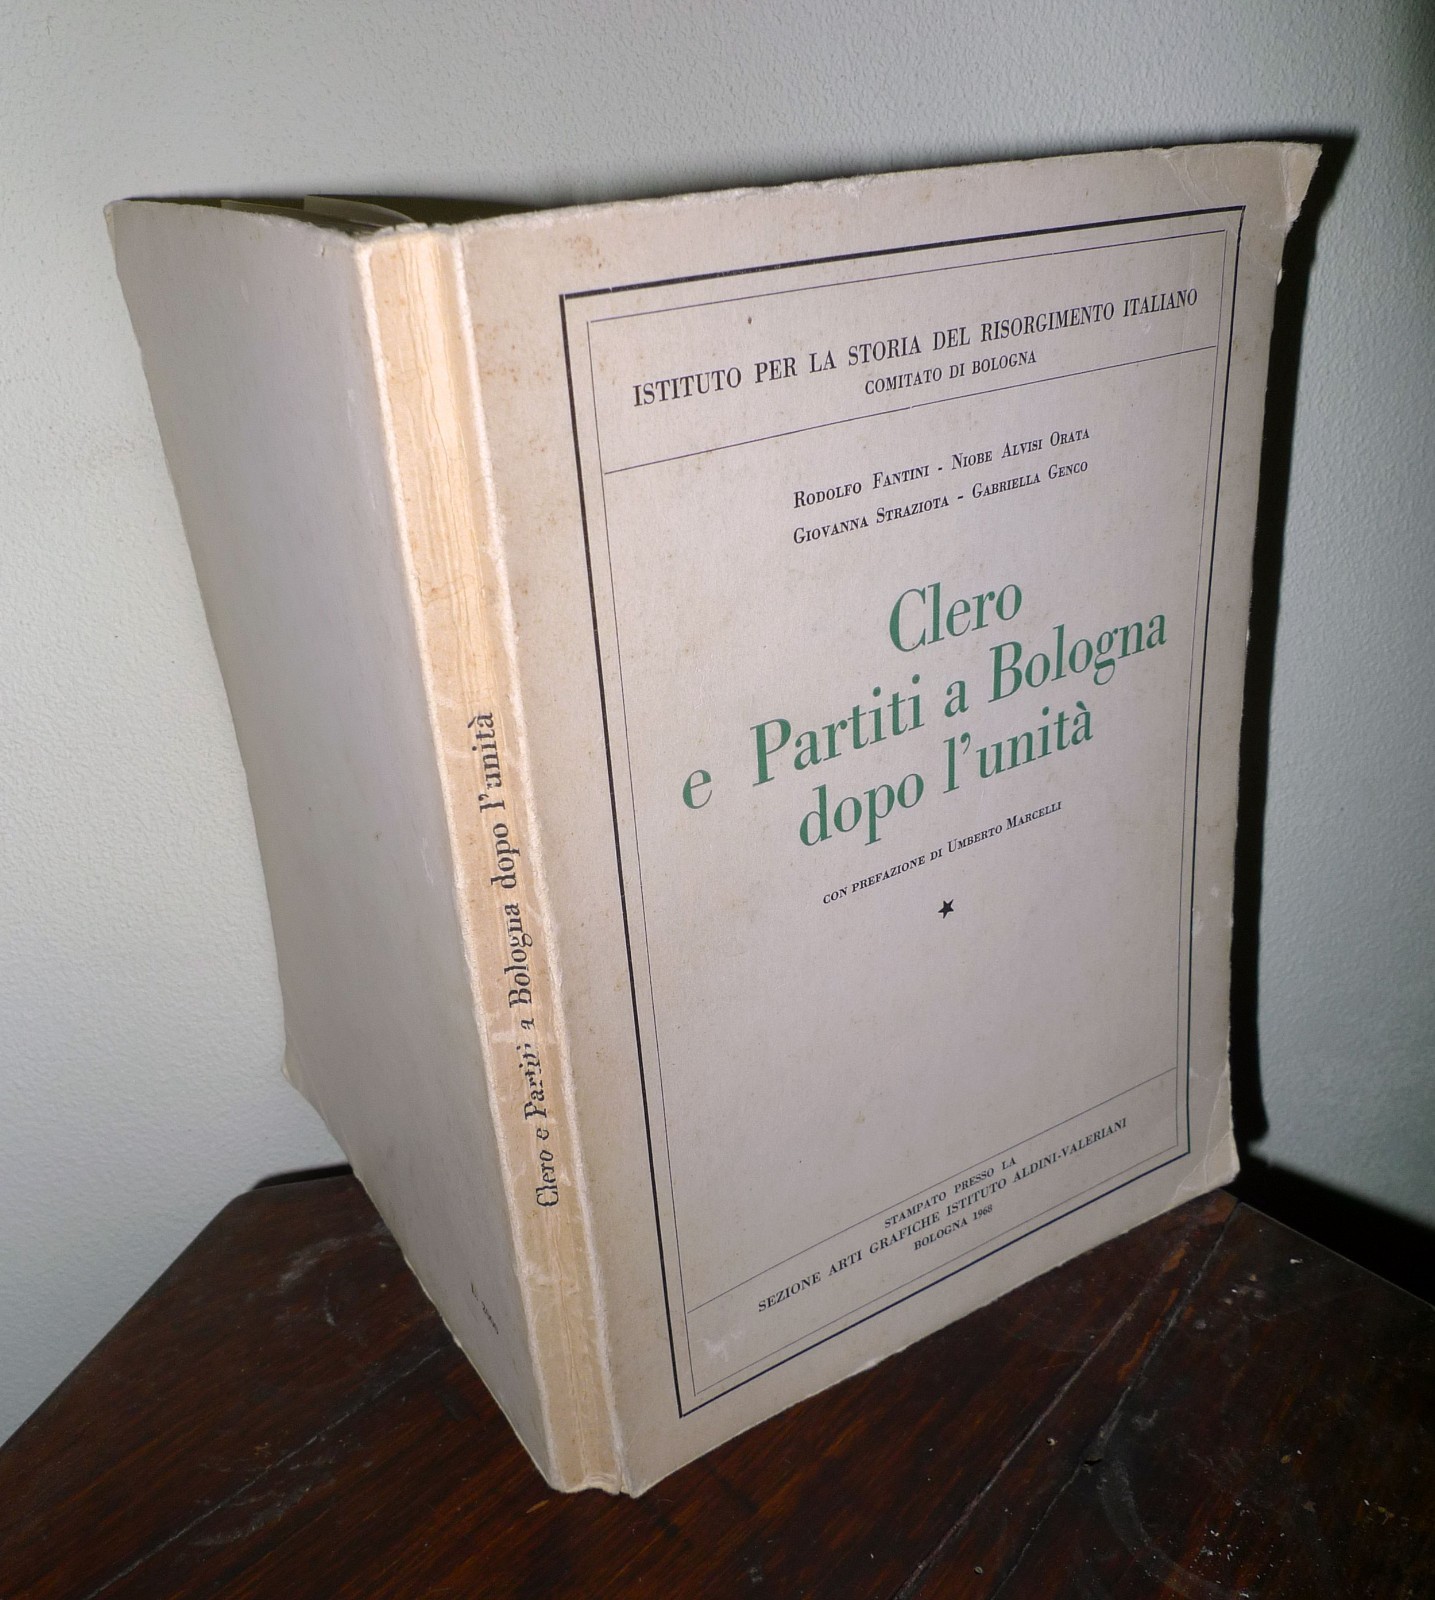 ISTITUTO PER LA STORIA DEL RISORGIMENTO ITALIANO
COMITATO DI BOLOGNA
RODOLFO FANTINI - NIOBE ALVISI ORATA
GIOVANNA STRAZIOTA - GABRIELLA GENCO
Clero
e Partiti a Bologna
dopo l'unità
CON PREFAZIONE DI UMBERTO MARCELLI
STAMPATO PRESSO LA
SEZIONE ARTI GRAFICHE ISTITUTO ALDINI-VALERIANI
BOLOGNA 1968
Clero e Partiti a Bologna dopo l'unità